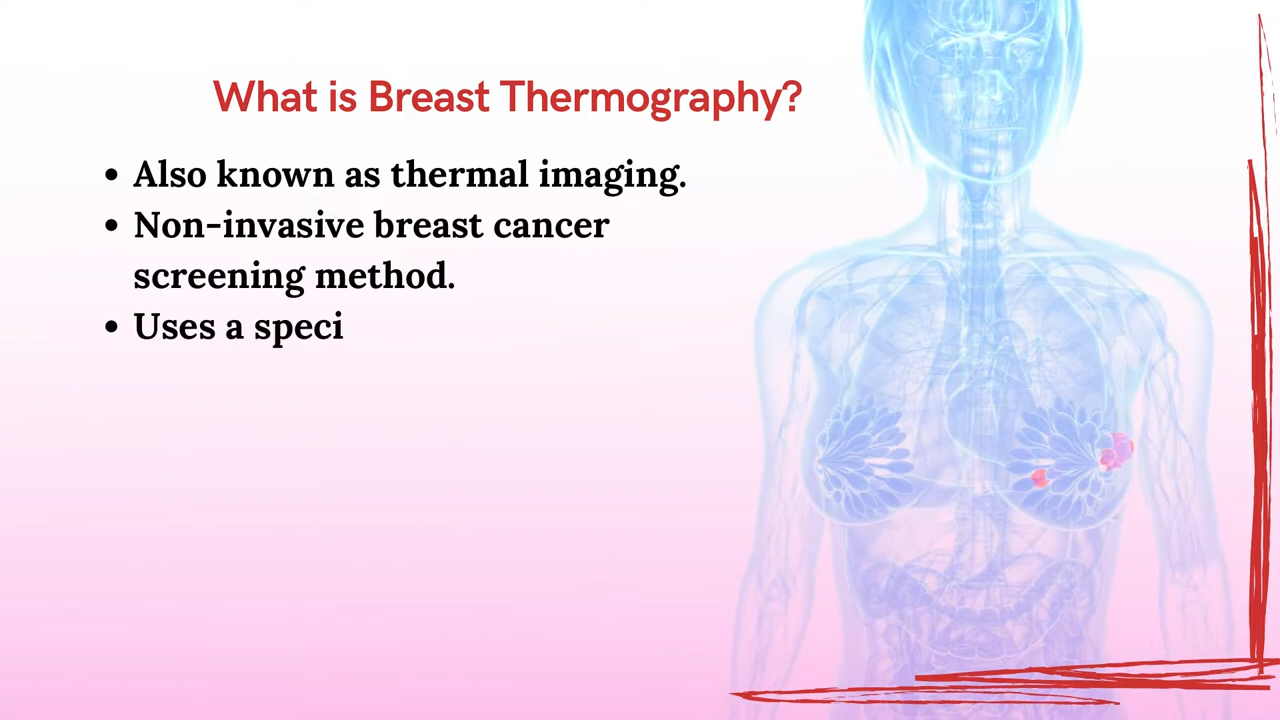 What is Breast Thermography?
• Also known as thermal imaging.
• Non-invasive breast cancer
screening method.
• Uses a speci